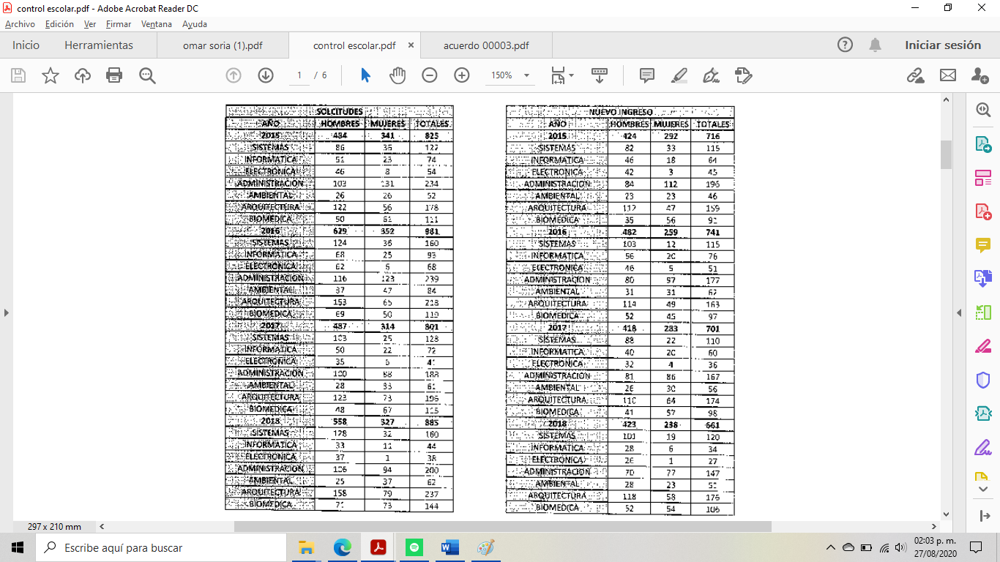 control escolar.pdf - Adobe Acrobat Reader DC
Archivo Edición Ver Firmar Ventana Ayuda
Inicio Herramientas omar soria (1).pdf control escolar.pdf × acuerdo 00003.pdf Iniciar sesión
1 / 6 150%
SOLCITUDES
AÑO HOMBRES MUJERES TOTALES
2015 484 341 825
SISTEMAS 86 36 122
INFORMATICA 51 23 74
ELECTRONICA 46 8 54
ADMINISTRACION 103 131 234
AMBIENTAL 26 26 52
ARQUITECTURA 122 56 178
BIOMEDICA 50 61 111
2016 629 352 981
SISTEMAS 124 36 160
INFORMATICA 68 25 93
ELECTRONICA 62 6 68
ADMINISTRACION 116 123 239
AMBIENTAL 37 47 84
ARQUITECTURA 153 65 218
BIOMEDICA 69 50 119
2017 487 314 801
SISTEMAS 103 25 128
INFORMATICA 50 22 72
ELECTRONICA 35 6 41
ADMINISTRACION 100 88 188
AMBIENTAL 28 33 61
ARQUITECTURA 123 73 196
BIOMEDICA 48 67 115
2018 558 327 885
SISTEMAS 128 32 160
INFORMATICA 33 11 44
ELECTRONICA 37 1 38
ADMINISTRACION 106 94 200
AMBIENTAL 25 37 62
ARQUITECTURA 158 79 237
BIOMEDICA 71 73 144
NUEVO INGRESO
AÑO HOMBRES MUJERES TOTALES
2015 424 292 716
SISTEMAS 82 33 115
INFORMATICA 46 18 64
ELECTRONICA 42 3 45
ADMINISTRACION 84 112 196
AMBIENTAL 23 23 46
ARQUITECTURA 112 47 159
BIOMEDICA 35 56 91
2016 482 259 741
SISTEMAS 103 12 115
INFORMATICA 56 20 76
ELECTRONICA 46 5 51
ADMINISTRACION 80 97 177
AMBIENTAL 31 31 62
ARQUITECTURA 114 49 163
BIOMEDICA 52 45 97
2017 418 283 701
SISTEMAS 88 22 110
INFORMATICA 40 20 60
ELECTRONICA 32 4 36
ADMINISTRACION 81 86 167
AMBIENTAL 26 30 56
ARQUITECTURA 110 64 174
BIOMEDICA 41 57 98
2018 423 238 661
SISTEMAS 101 19 120
INFORMATICA 28 6 34
ELECTRONICA 26 1 27
ADMINISTRACION 70 77 147
AMBIENTAL 28 23 51
ARQUITECTURA 118 58 176
BIOMEDICA 52 54 106
297 x 210 mm
Escribe aquí para buscar
02:03 p. m.
27/08/2020